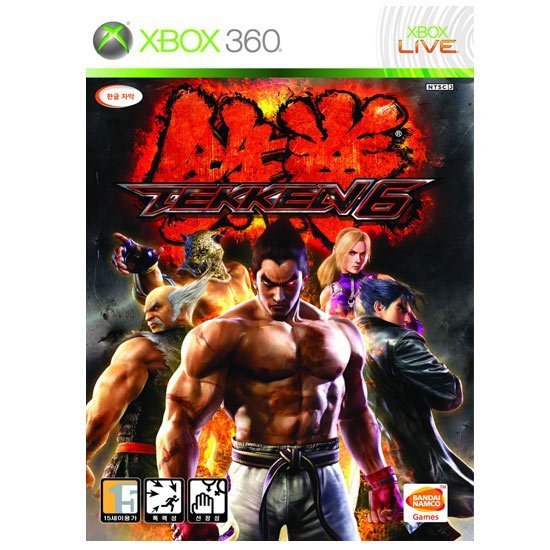 XBOX 360.
XBOX
LIVE
한글 자막
NTSC J
鉄拳
®
TEKKEN 6
15
15세이용가
폭력성
선정성
BANDAI
NAMCO
™
Games